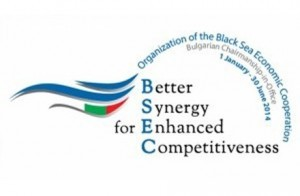 Organization of the Black Sea Economic Cooperation
Bulgarian Chairmanship-in-Office
1 January - 30 June 2014
Better
Synergy
for Enhanced
Competitiveness